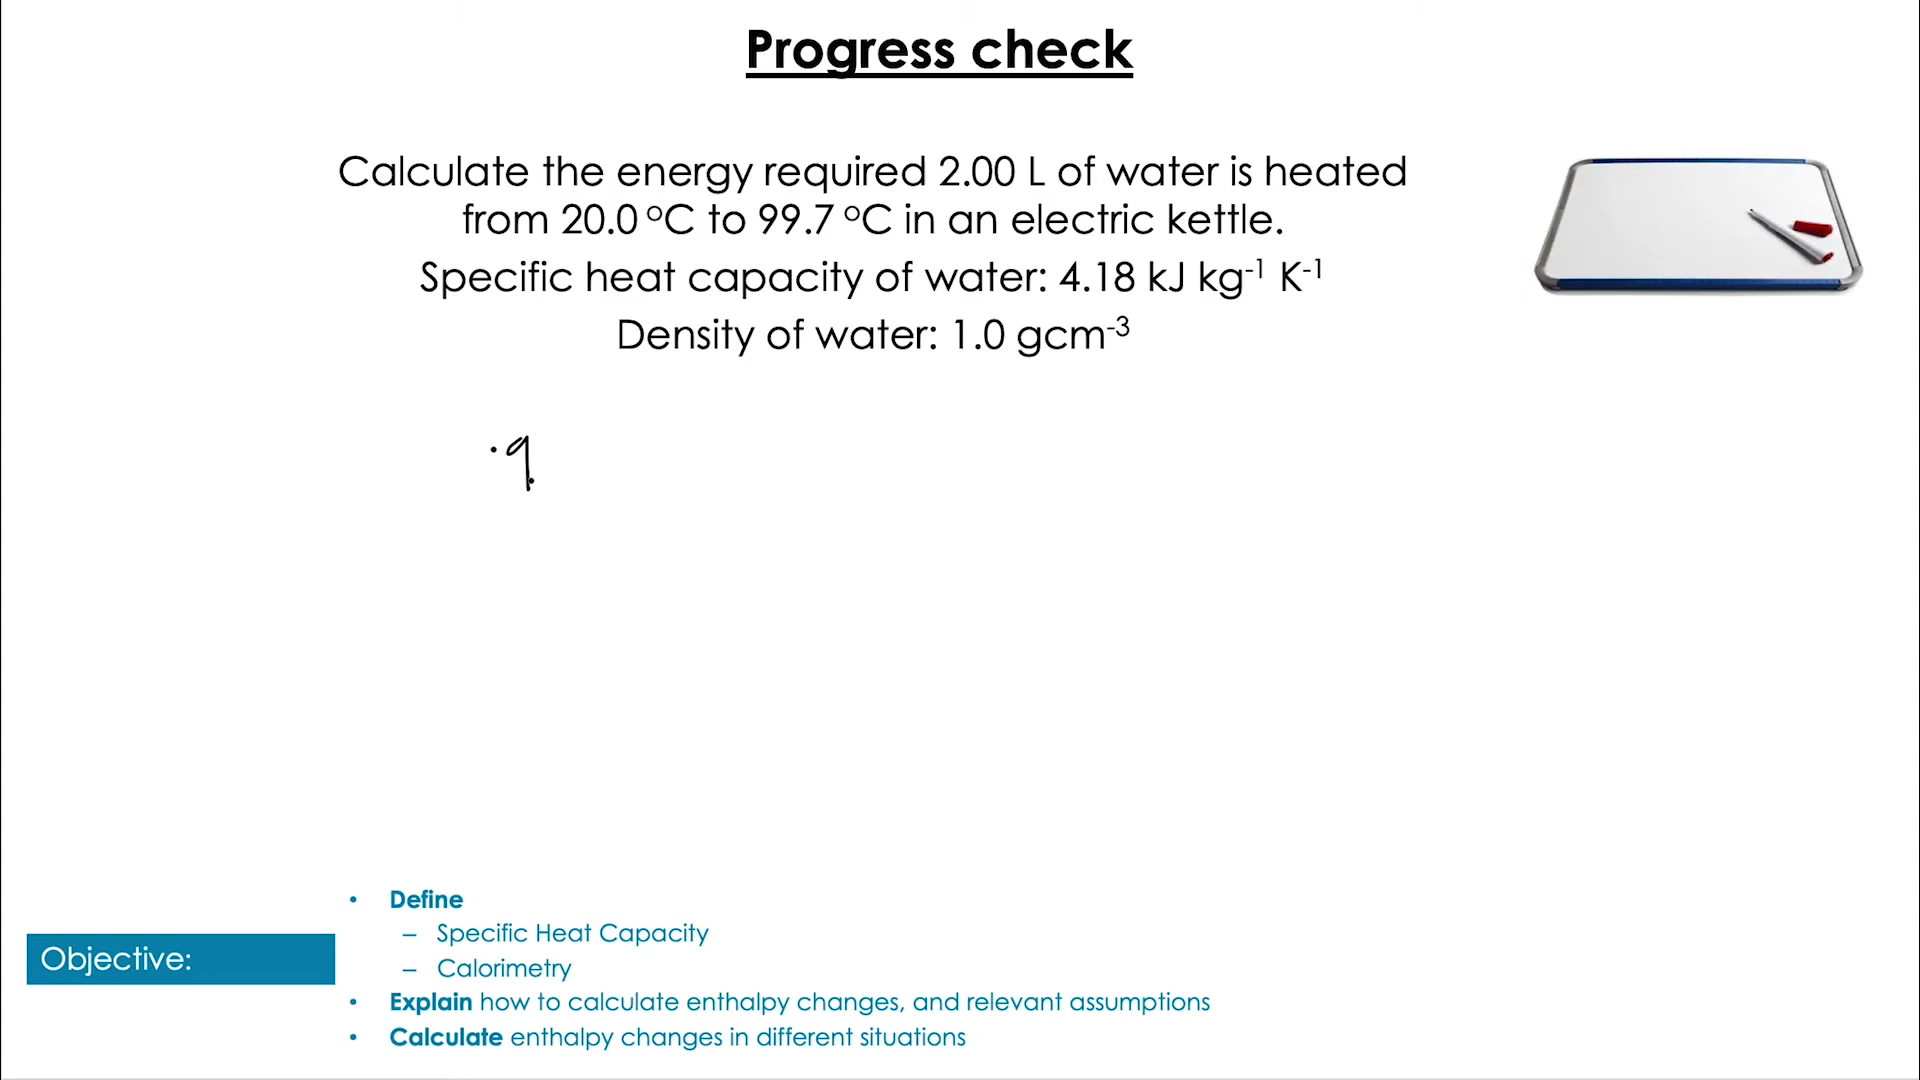 Progress check
Calculate the energy required 2.00 L of water is heated
from 20.0 ºC to 99.7 ºC in an electric kettle.
Specific heat capacity of water: 4.18 kJ kg⁻¹ K⁻¹
Density of water: 1.0 gcm⁻³
q
Objective:
• Define
– Specific Heat Capacity
– Calorimetry
• Explain how to calculate enthalpy changes, and relevant assumptions
• Calculate enthalpy changes in different situations